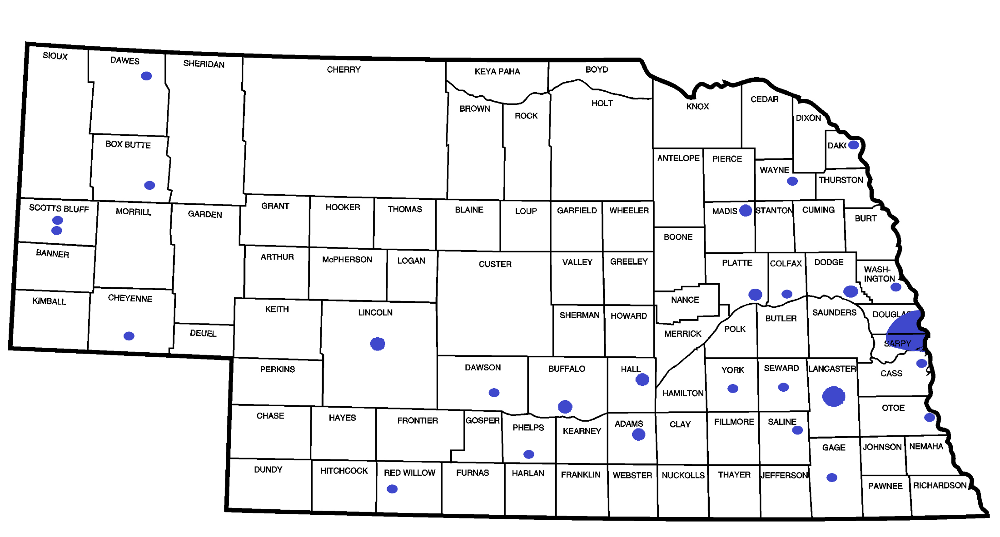 SIOUX
DAWES
SHERIDAN
CHERRY
KEYA PAHA
BOYD
HOLT
KNOX
CEDAR
BROWN
ROCK
DIXON
BOX BUTTE
DAK
ANTELOPE
PIERCE
WAYNE
THURSTON
SCOTTS BLUFF
MORRILL
GARDEN
GRANT
HOOKER
THOMAS
BLAINE
LOUP
GARFIELD
WHEELER
MADIS
STANTON
CUMING
BURT
BOONE
BANNER
ARTHUR
McPHERSON
LOGAN
CUSTER
VALLEY
GREELEY
PLATTE
COLFAX
DODGE
WASH-
INGTON
KIMBALL
CHEYENNE
NANCE
KEITH
LINCOLN
SHERMAN
HOWARD
BUTLER
SAUNDERS
DOUGLAS
DEUEL
MERRICK
POLK
SARPY
PERKINS
DAWSON
BUFFALO
HALL
YORK
SEWARD
LANCASTER
CASS
HAMILTON
OTOE
CHASE
HAYES
FRONTIER
GOSPER
PHELPS
KEARNEY
ADAMS
CLAY
FILLMORE
SALINE
GAGE
JOHNSON
NEMAHA
DUNDY
HITCHCOCK
RED WILLOW
FURNAS
HARLAN
FRANKLIN
WEBSTER
NUCKOLLS
THAYER
JEFFERSON
PAWNEE
RICHARDSON